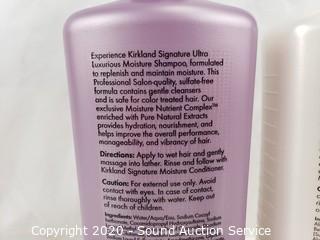 Experience Kirkland Signature Ultra
Luxurious Moisture Shampoo, formulated
to replenish and maintain moisture. This
Professional Salon-quality, sulfate-free
formula contains gentle cleansers
and is safe for color treated hair. Our
exclusive Moisture Nutrient Complex™
enriched with Pure Natural Extracts
provides hydration, nourishment, and
helps improve the overall performance,
manageability, and vibrancy of hair.
Directions: Apply to wet hair and gently
massage into lather. Rinse and follow with
Kirkland Signature Moisture Conditioner.
Caution: For external use only. Avoid
contact with eyes. In case of contact,
rinse thoroughly with water. Keep out
of reach of children.
Ingredients: Water/Aqua/Eau, Sodium Cocoyl
Copyright 2020 - Sound Auction Service